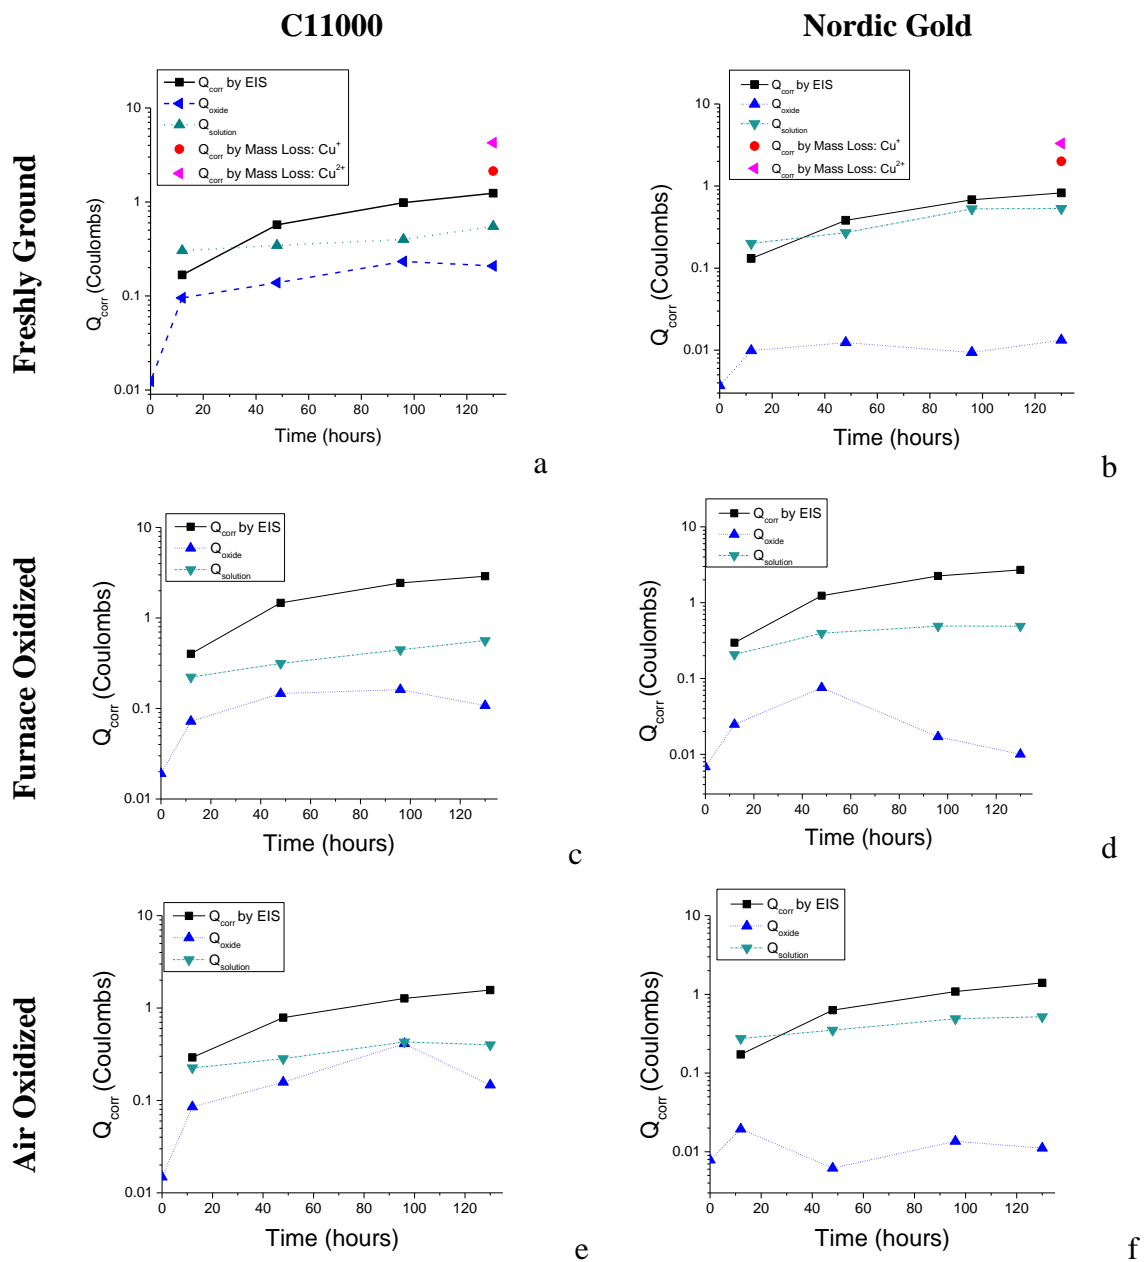 C11000
Nordic Gold
Freshly Ground
Q_corr by EIS
Q_oxide
Q_solution
Q_corr by Mass Loss: Cu⁺
Q_corr by Mass Loss: Cu²⁺
10
1
0.1
0.01
Q_corr (Coulombs)
0 20 40 60 80 100 120
Time (hours)
a
Q_corr by EIS
Q_oxide
Q_solution
Q_corr by Mass Loss: Cu⁺
Q_corr by Mass Loss: Cu²⁺
10
1
0.1
0.01
Q_corr (Coulombs)
0 20 40 60 80 100 120
Time (hours)
b
Furnace Oxidized
Q_corr by EIS
Q_oxide
Q_solution
10
1
0.1
0.01
Q_corr (Coulombs)
0 20 40 60 80 100 120
Time (hours)
c
Q_corr by EIS
Q_oxide
Q_solution
10
1
0.1
0.01
Q_corr (Coulombs)
0 20 40 60 80 100 120
Time (hours)
d
Air Oxidized
Q_corr by EIS
Q_oxide
Q_solution
10
1
0.1
0.01
Q_corr (Coulombs)
0 20 40 60 80 100 120
Time (hours)
e
Q_corr by EIS
Q_oxide
Q_solution
10
1
0.1
0.01
Q_corr (Coulombs)
0 20 40 60 80 100 120
Time (hours)
f